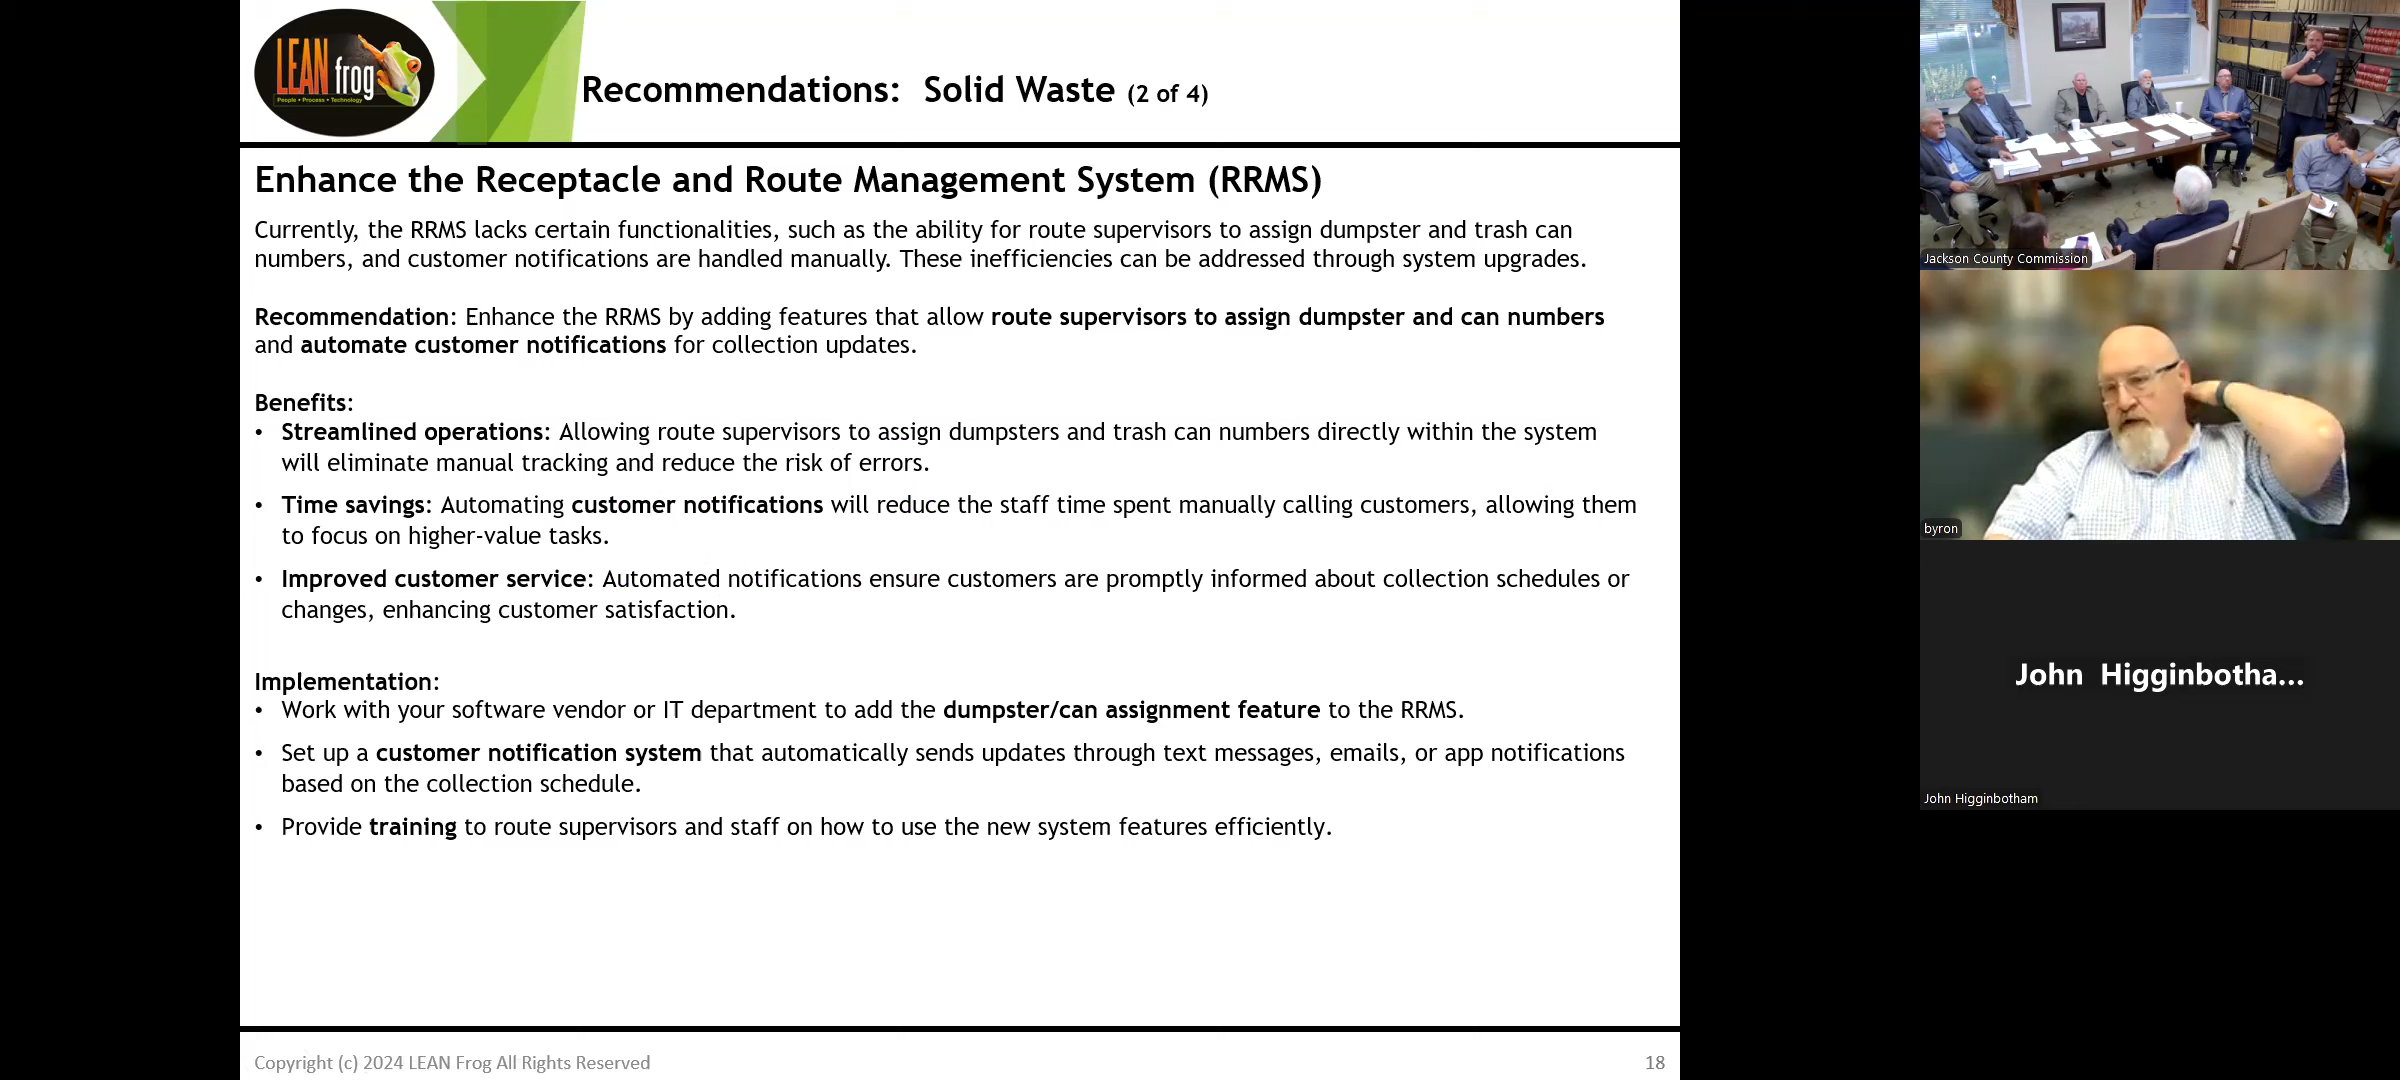 LEAN frog
People • Process • Technology
Recommendations: Solid Waste (2 of 4)
Enhance the Receptacle and Route Management System (RRMS)
Currently, the RRMS lacks certain functionalities, such as the ability for route supervisors to assign dumpster and trash can
numbers, and customer notifications are handled manually. These inefficiencies can be addressed through system upgrades.
Recommendation: Enhance the RRMS by adding features that allow route supervisors to assign dumpster and can numbers
and automate customer notifications for collection updates.
Benefits:
• Streamlined operations: Allowing route supervisors to assign dumpsters and trash can numbers directly within the system
will eliminate manual tracking and reduce the risk of errors.
• Time savings: Automating customer notifications will reduce the staff time spent manually calling customers, allowing them
to focus on higher-value tasks.
• Improved customer service: Automated notifications ensure customers are promptly informed about collection schedules or
changes, enhancing customer satisfaction.
Implementation:
• Work with your software vendor or IT department to add the dumpster/can assignment feature to the RRMS.
• Set up a customer notification system that automatically sends updates through text messages, emails, or app notifications
based on the collection schedule.
• Provide training to route supervisors and staff on how to use the new system features efficiently.
Copyright (c) 2024 LEAN Frog All Rights Reserved
18
Jackson County Commission
byron
John Higginbotha...
John Higginbotham